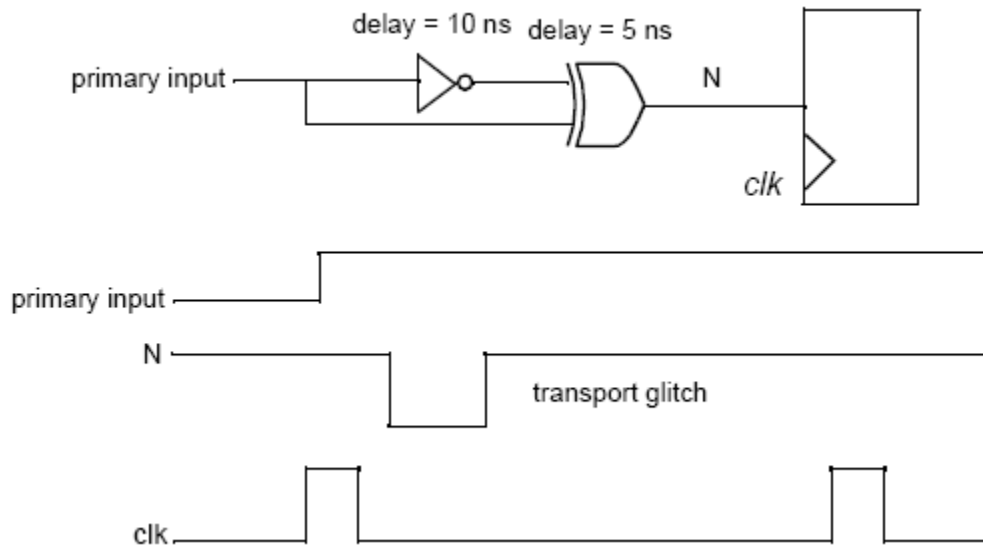 delay = 10 ns
delay = 5 ns
primary input
N
clk
primary input
N
transport glitch
clk